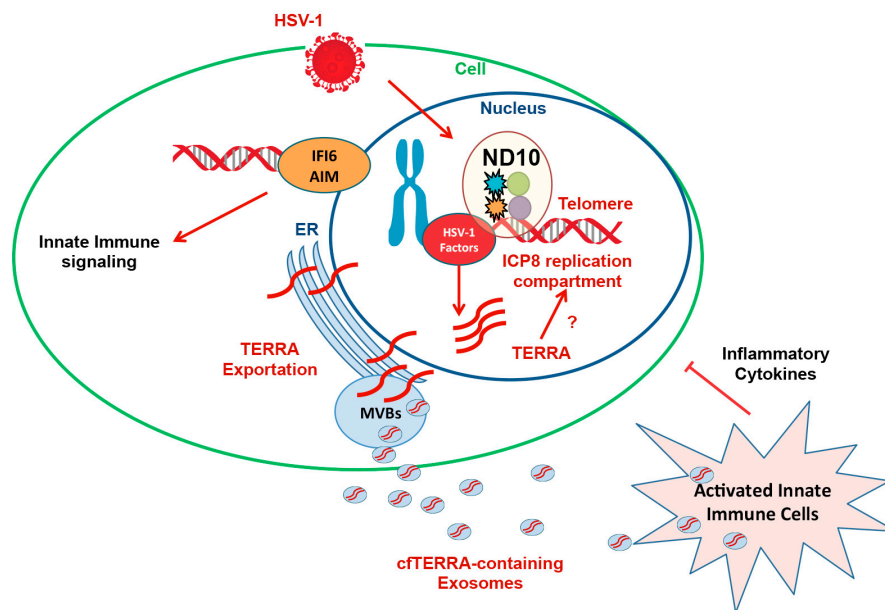 HSV-1
Cell
Nucleus
IFI6
AIM
ND10
Telomere
HSV-1
Factors
ICP8 replication
compartment
?
TERRA
Innate Immune
signaling
ER
TERRA
Exportation
MVBs
Inflammatory
Cytokines
Activated Innate
Immune Cells
cfTERRA-containing
Exosomes